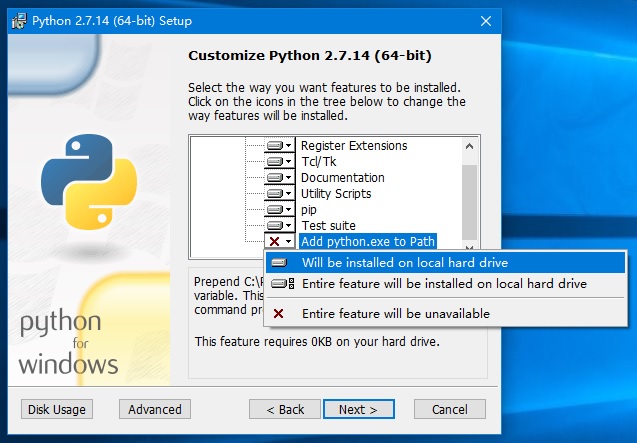 Python 2.7.14 (64-bit) Setup
Customize Python 2.7.14 (64-bit)
Select the way you want features to be installed.
Click on the icons in the tree below to change the
way features will be installed.
Register Extensions
Tcl/Tk
Documentation
Utility Scripts
pip
Test suite
Add python.exe to Path
Will be installed on local hard drive
Entire feature will be installed on local hard drive
Entire feature will be unavailable
Prepend C:\
variable. This
command
This feature requires 0KB on your hard drive.
python
for
windows
Disk Usage
Advanced
< Back
Next >
Cancel